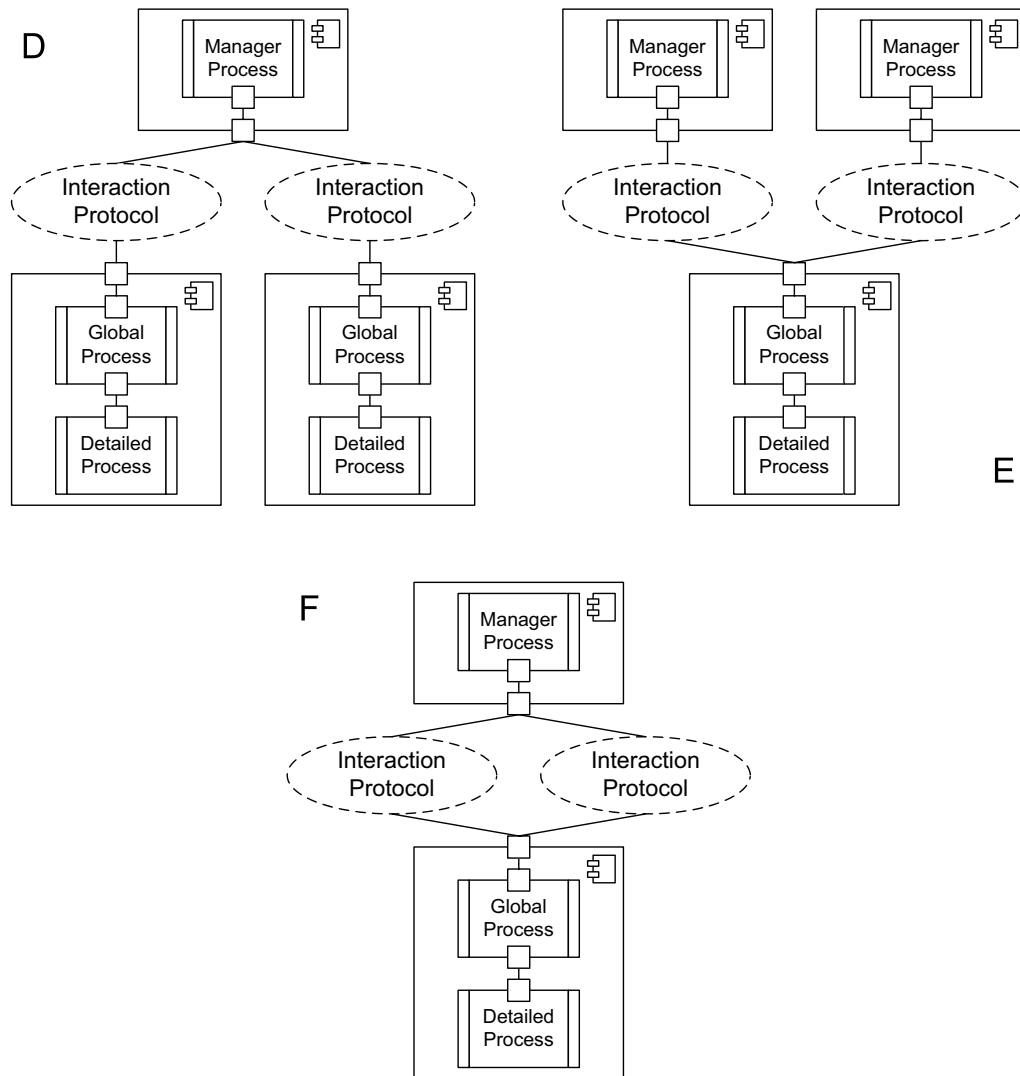 D
Manager
Process
Interaction
Protocol
Interaction
Protocol
Global
Process
Detailed
Process
Global
Process
Detailed
Process
Manager
Process
Manager
Process
Interaction
Protocol
Interaction
Protocol
Global
Process
Detailed
Process
E
F
Manager
Process
Interaction
Protocol
Interaction
Protocol
Global
Process
Detailed
Process